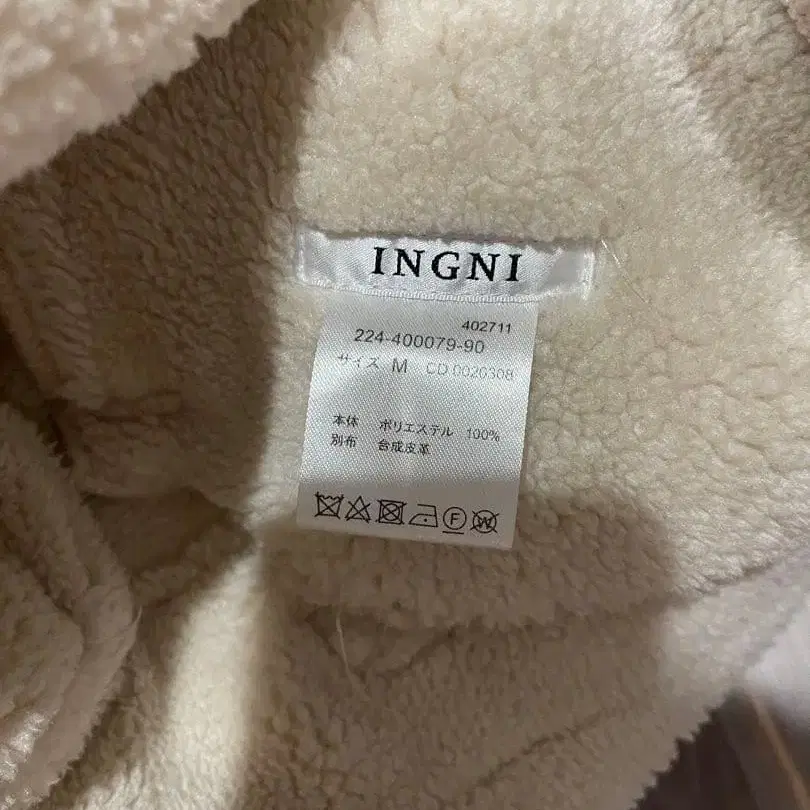 INGNI
402711
224-400079-90
サイズ M CD 0020308
本体 ポリエステル 100%
別布 合成皮革
F W